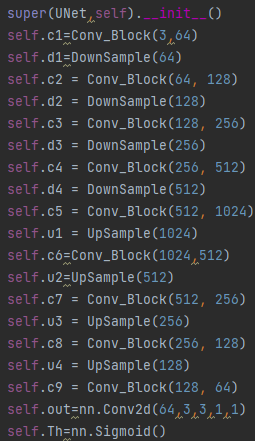 super(UNet,self).__init__()
self.c1=Conv_Block(3,64)
self.d1=DownSample(64)
self.c2 = Conv_Block(64, 128)
self.d2 = DownSample(128)
self.c3 = Conv_Block(128, 256)
self.d3 = DownSample(256)
self.c4 = Conv_Block(256, 512)
self.d4 = DownSample(512)
self.c5 = Conv_Block(512, 1024)
self.u1 = UpSample(1024)
self.c6=Conv_Block(1024,512)
self.u2=UpSample(512)
self.c7 = Conv_Block(512, 256)
self.u3 = UpSample(256)
self.c8 = Conv_Block(256, 128)
self.u4 = UpSample(128)
self.c9 = Conv_Block(128, 64)
self.out=nn.Conv2d(64,3,3,1,1)
self.Th=nn.Sigmoid()